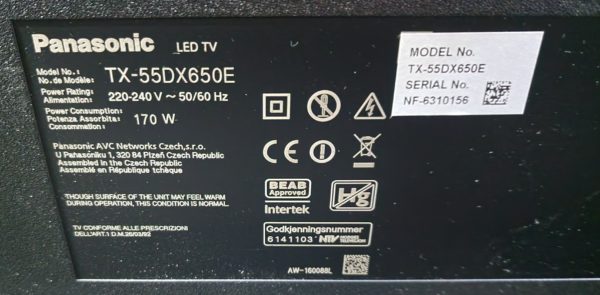 Panasonic LED TV
Model No.:
No. de Modèle: TX-55DX650E
Power Rating:
Alimentation: 220-240 V ~ 50/60 Hz
Power Consumption:
Potenza Assorbita: 170 W
Consommation:
Panasonic AVC Networks Czech,s.r.o.
U Panasoniku 1, 320 84 Plzeň Czech Republic
Assembled in the Czech Republic
Assemblé en République tchèque
THOUGH SURFACE OF THE UNIT MAY FEEL WARM
DURING OPERATION, THIS CONDITION IS NORMAL.
TV CONFORME ALLE PRESCRIZIONI
DELL'ART.1 D.M.26/03/92
CE
BEAB
Approved
Intertek
Hg
Godkjenningsnummer
6141103 NTV NORGES
TELEVISJON
AW-160088L
MODEL No.
TX-55DX650E
SERIAL No.
NF-6310156